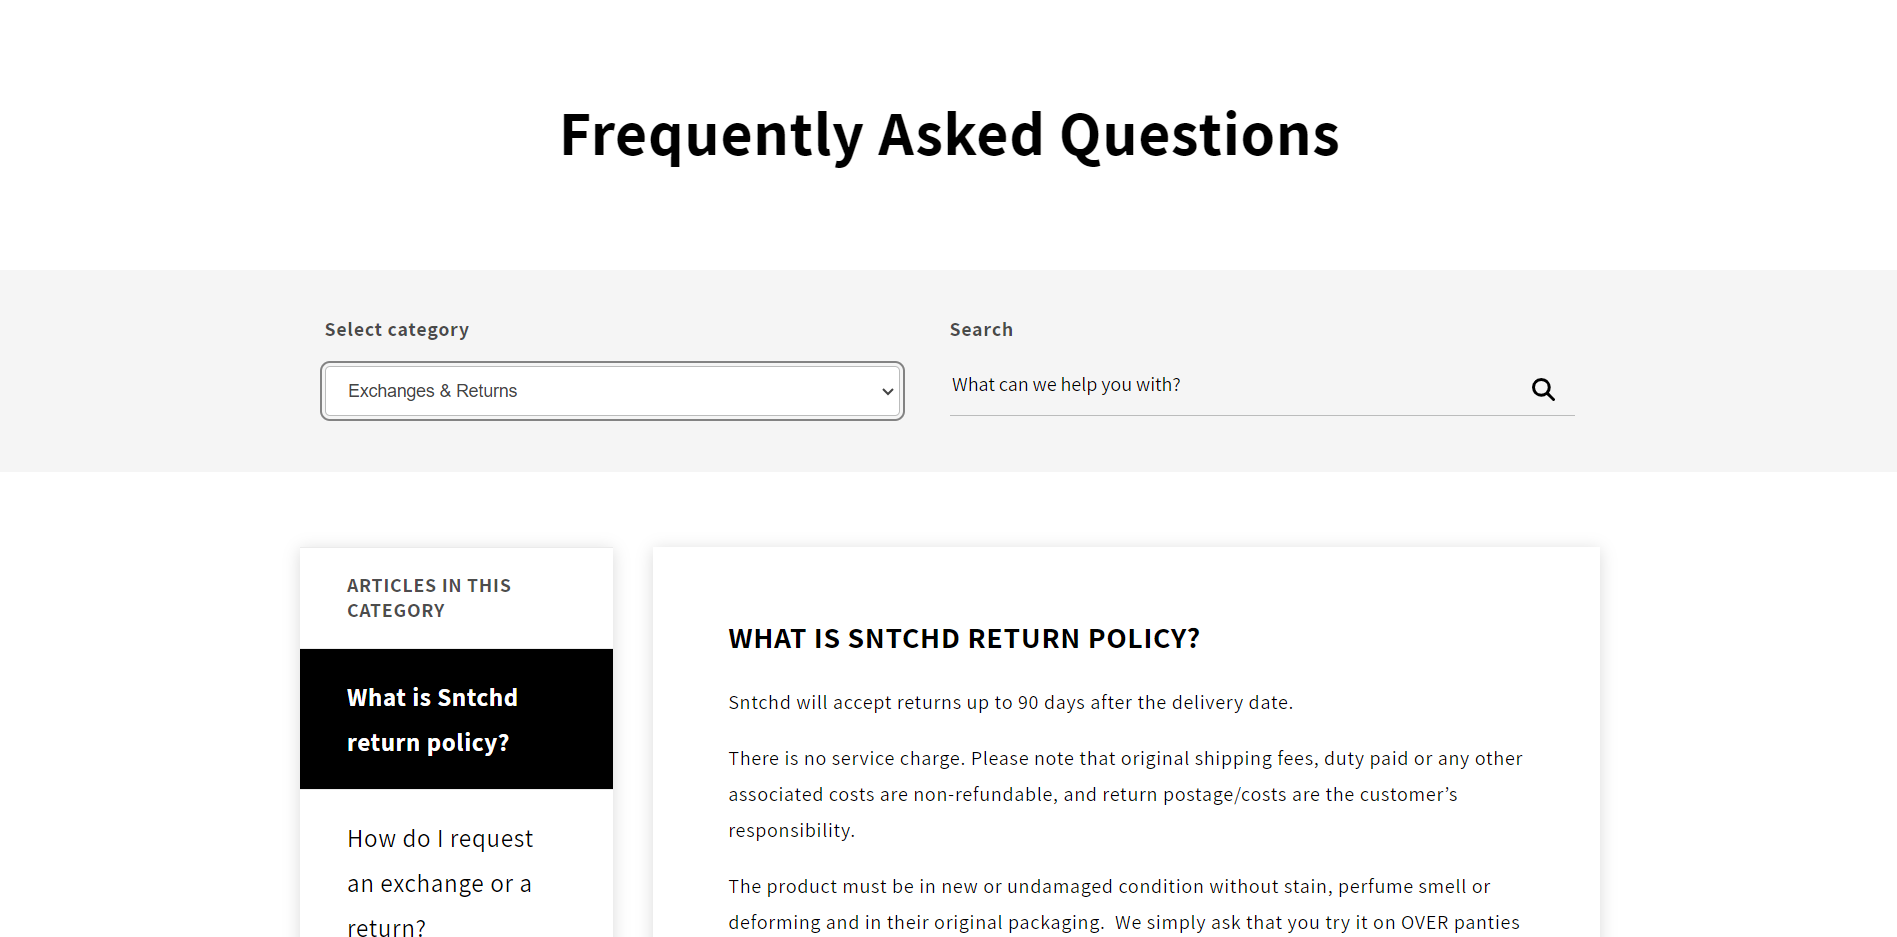 Frequently Asked Questions
Select category
Search
Exchanges & Returns
What can we help you with?
ARTICLES IN THIS
CATEGORY
What is Sntchd
return policy?
How do I request
an exchange or a
return?
WHAT IS SNTCHD RETURN POLICY?
Sntchd will accept returns up to 90 days after the delivery date.
There is no service charge. Please note that original shipping fees, duty paid or any other
associated costs are non-refundable, and return postage/costs are the customer’s
responsibility.
The product must be in new or undamaged condition without stain, perfume smell or
deforming and in their original packaging.  We simply ask that you try it on OVER panties